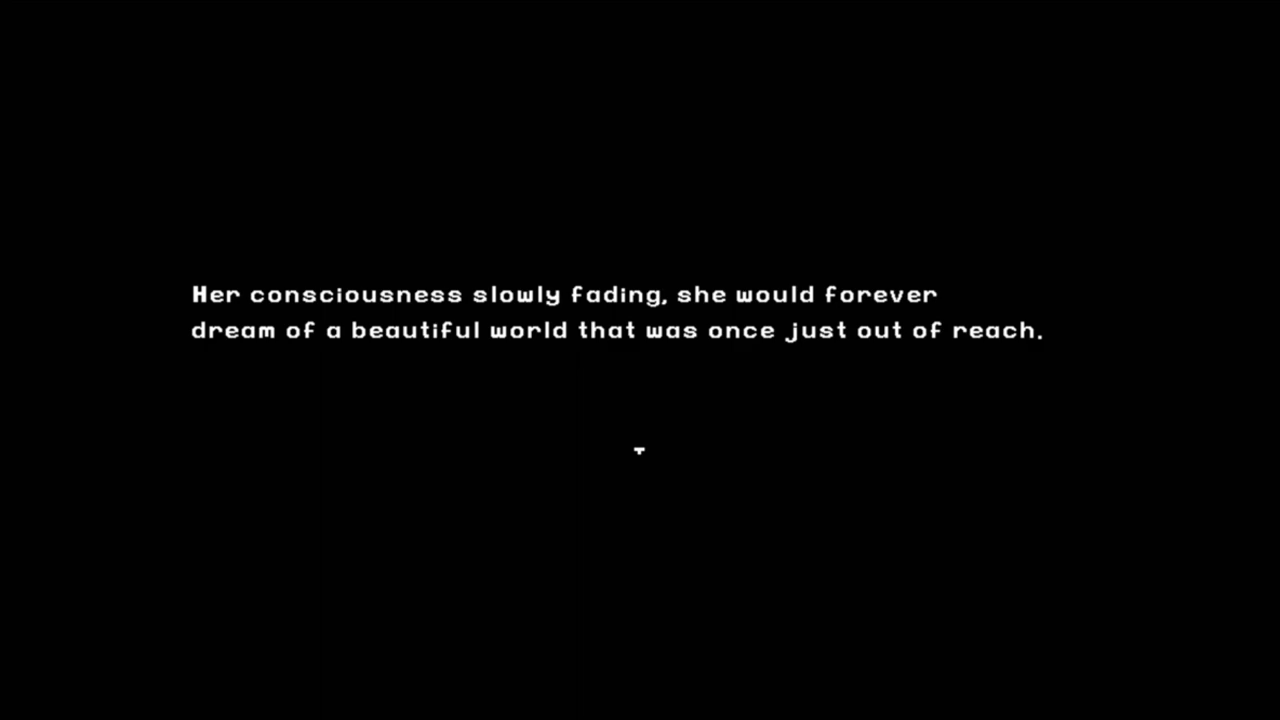 Her consciousness slowly fading, she would forever
dream of a beautiful world that was once just out of reach.